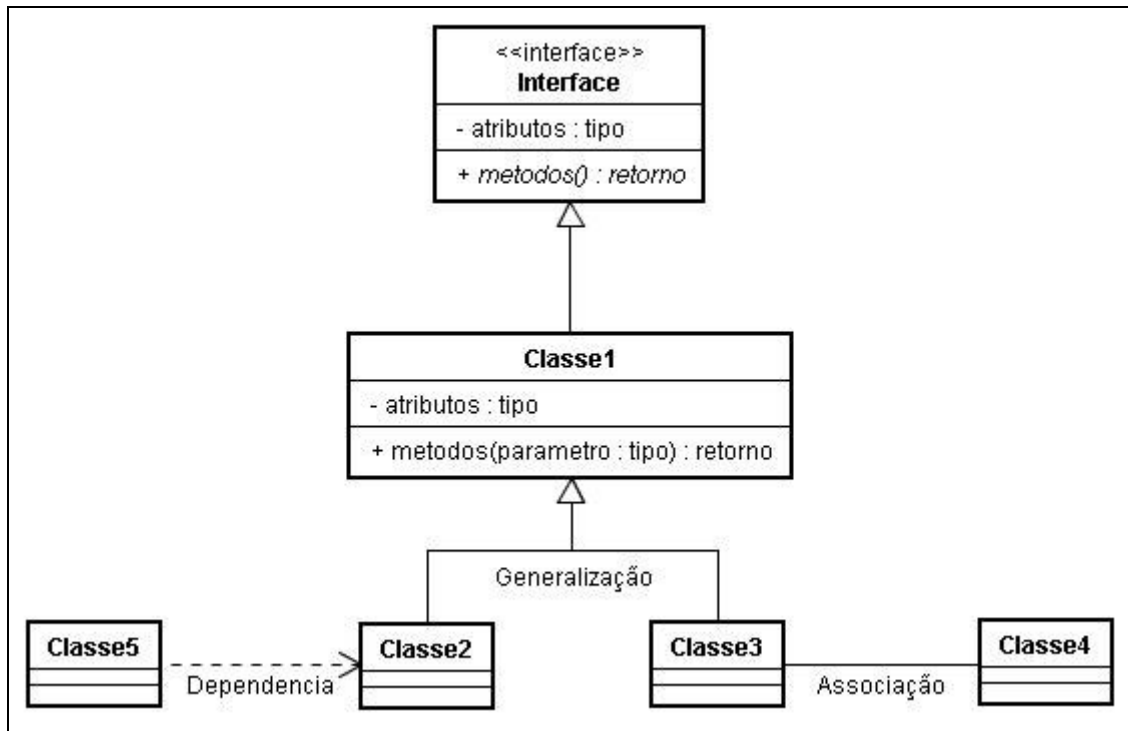 <<interface>>
Interface
- atributos : tipo
+ metodos() : retorno
Classe1
- atributos : tipo
+ metodos(parametro : tipo) : retorno
Generalização
Classe5
Classe2
Classe3
Classe4
Dependencia
Associação